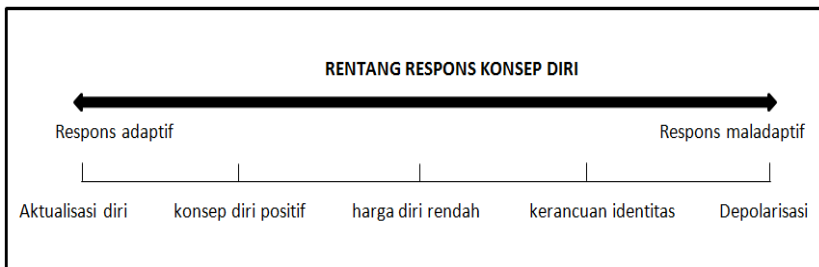 RENTANG RESPONS KONSEP DIRI
Respons adaptif Respons maladaptif
Aktualisasi diri konsep diri positif harga diri rendah kerancuan identitas Depolarisasi